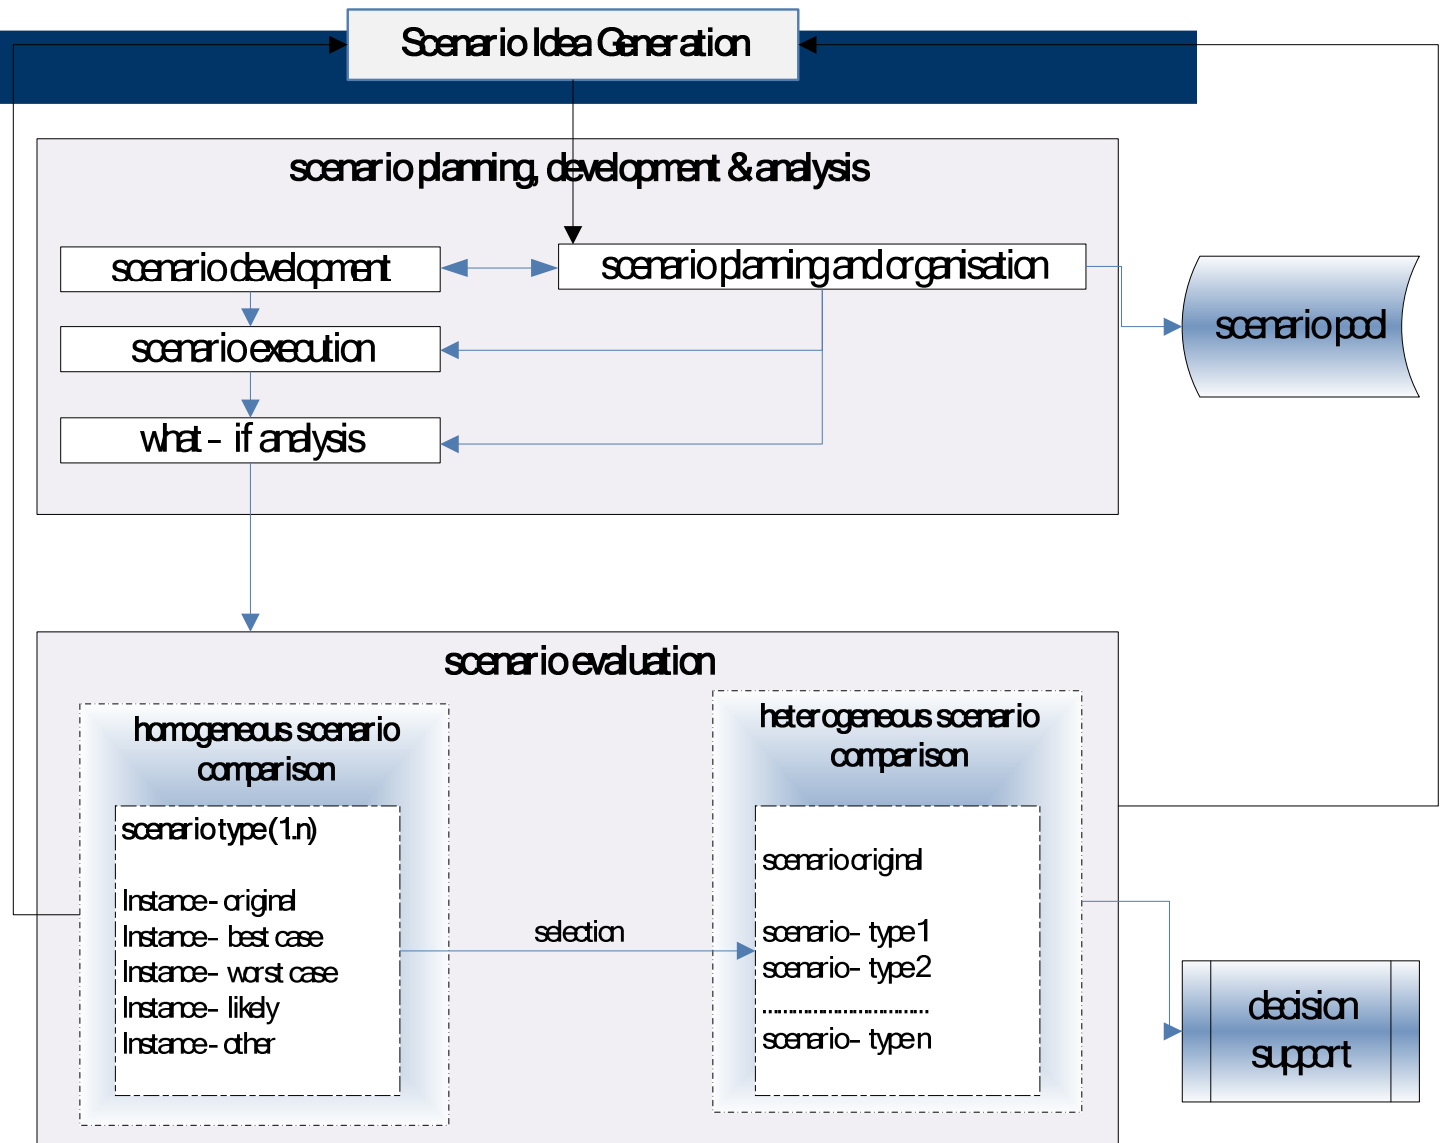 Scenario Idea Generation
scenario planning, development & analysis
scenario development
scenario planning and organisation
scenario execution
scenario pool
what - if analysis
scenario evaluation
homogeneous scenario
comparison
heterogeneous scenario
comparison
scenario type (1..n)
Instance - original
Instance - best case
Instance - worst case
Instance - likely
Instance - other
selection
scenario original
scenario - type 1
scenario - type 2
....................................
scenario - type n
decision
support